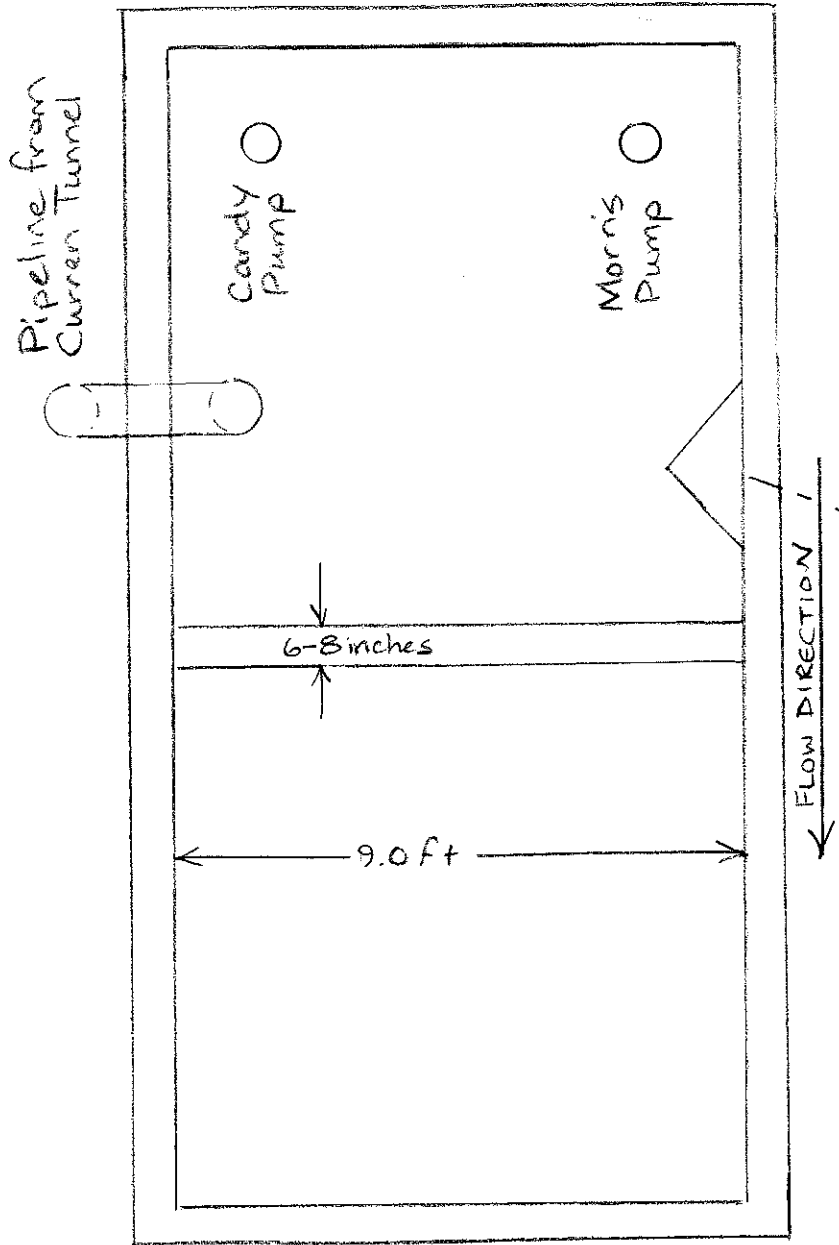 Pipeline from
Curran Tunnel
Candy
Pump
Morris
Pump
6-8 inches
9.0 ft
FLOW DIRECTION